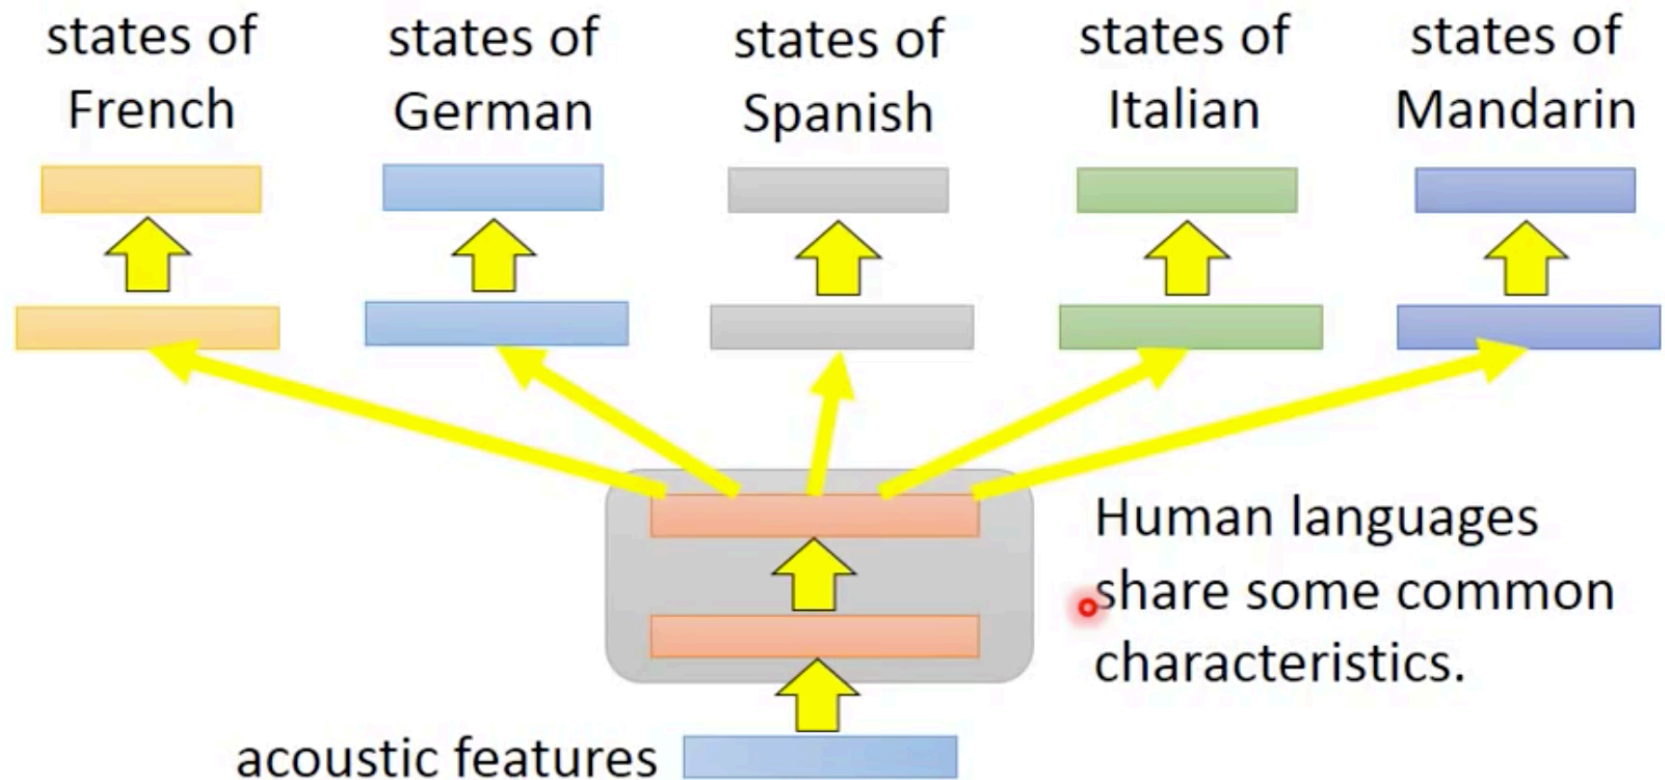 states of
French
states of
German
states of
Spanish
states of
Italian
states of
Mandarin
Human languages
share some common
characteristics.
acoustic features